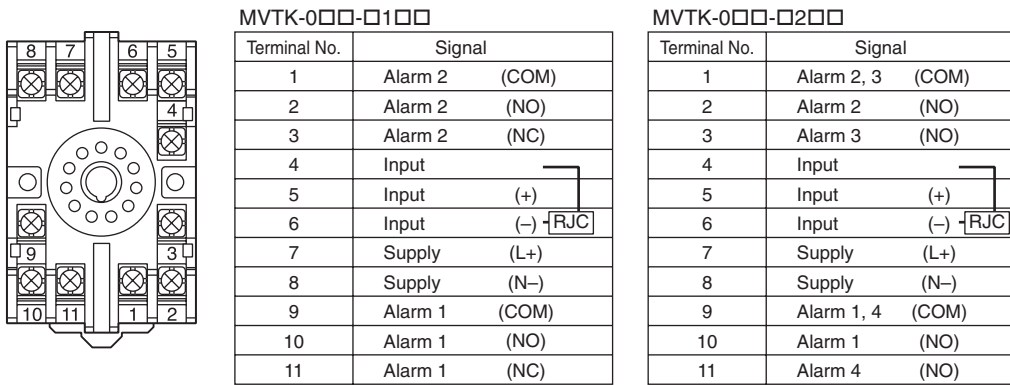 8 7 6 5
4
9 3
10 11 1 2
MVTK-0□□-□1□□
Terminal No. Signal
1 Alarm 2 (COM)
2 Alarm 2 (NO)
3 Alarm 2 (NC)
4 Input
5 Input (+)
6 Input (–) RJC
7 Supply (L+)
8 Supply (N–)
9 Alarm 1 (COM)
10 Alarm 1 (NO)
11 Alarm 1 (NC)
MVTK-0□□-□2□□
Terminal No. Signal
1 Alarm 2, 3 (COM)
2 Alarm 2 (NO)
3 Alarm 3 (NO)
4 Input
5 Input (+)
6 Input (–) RJC
7 Supply (L+)
8 Supply (N–)
9 Alarm 1, 4 (COM)
10 Alarm 1 (NO)
11 Alarm 4 (NO)